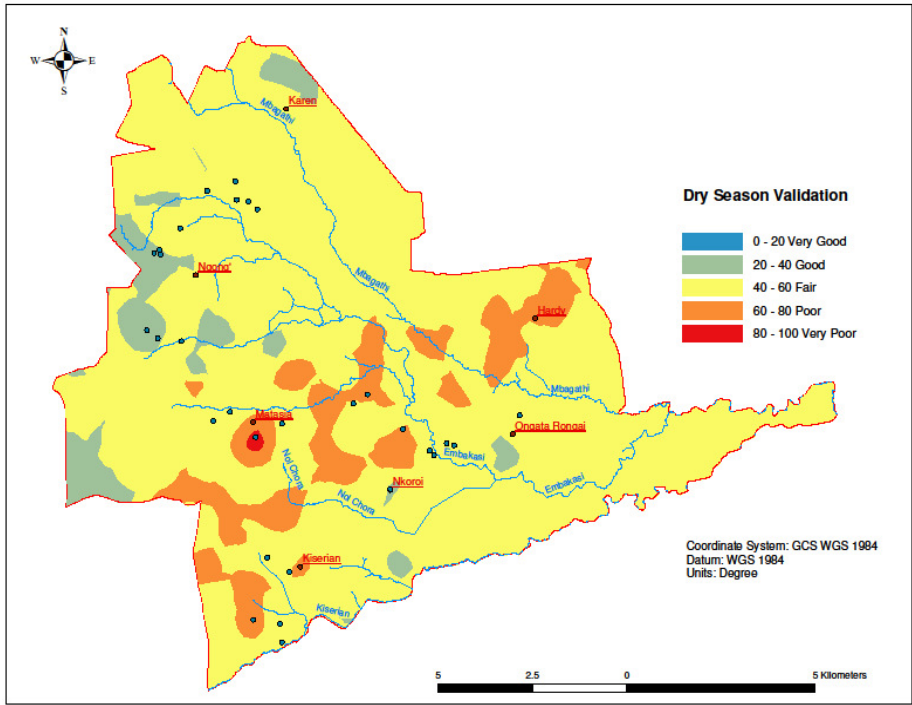 N
W E
S
Karen
Mbagathi
Dry Season Validation
0 - 20 Very Good
20 - 40 Good
40 - 60 Fair
60 - 80 Poor
80 - 100 Very Poor
Ngong'
Mbagathi
Hardy
Mbagathi
Matasia
Ongata Rongai
Embakasi
Nol Chora
Nkoroi
Nol Chora
Embakasi
Kiserian
Kiserian
Coordinate System: GCS WGS 1984
Datum: WGS 1984
Units: Degree
5 2.5 0 5 Kilometers